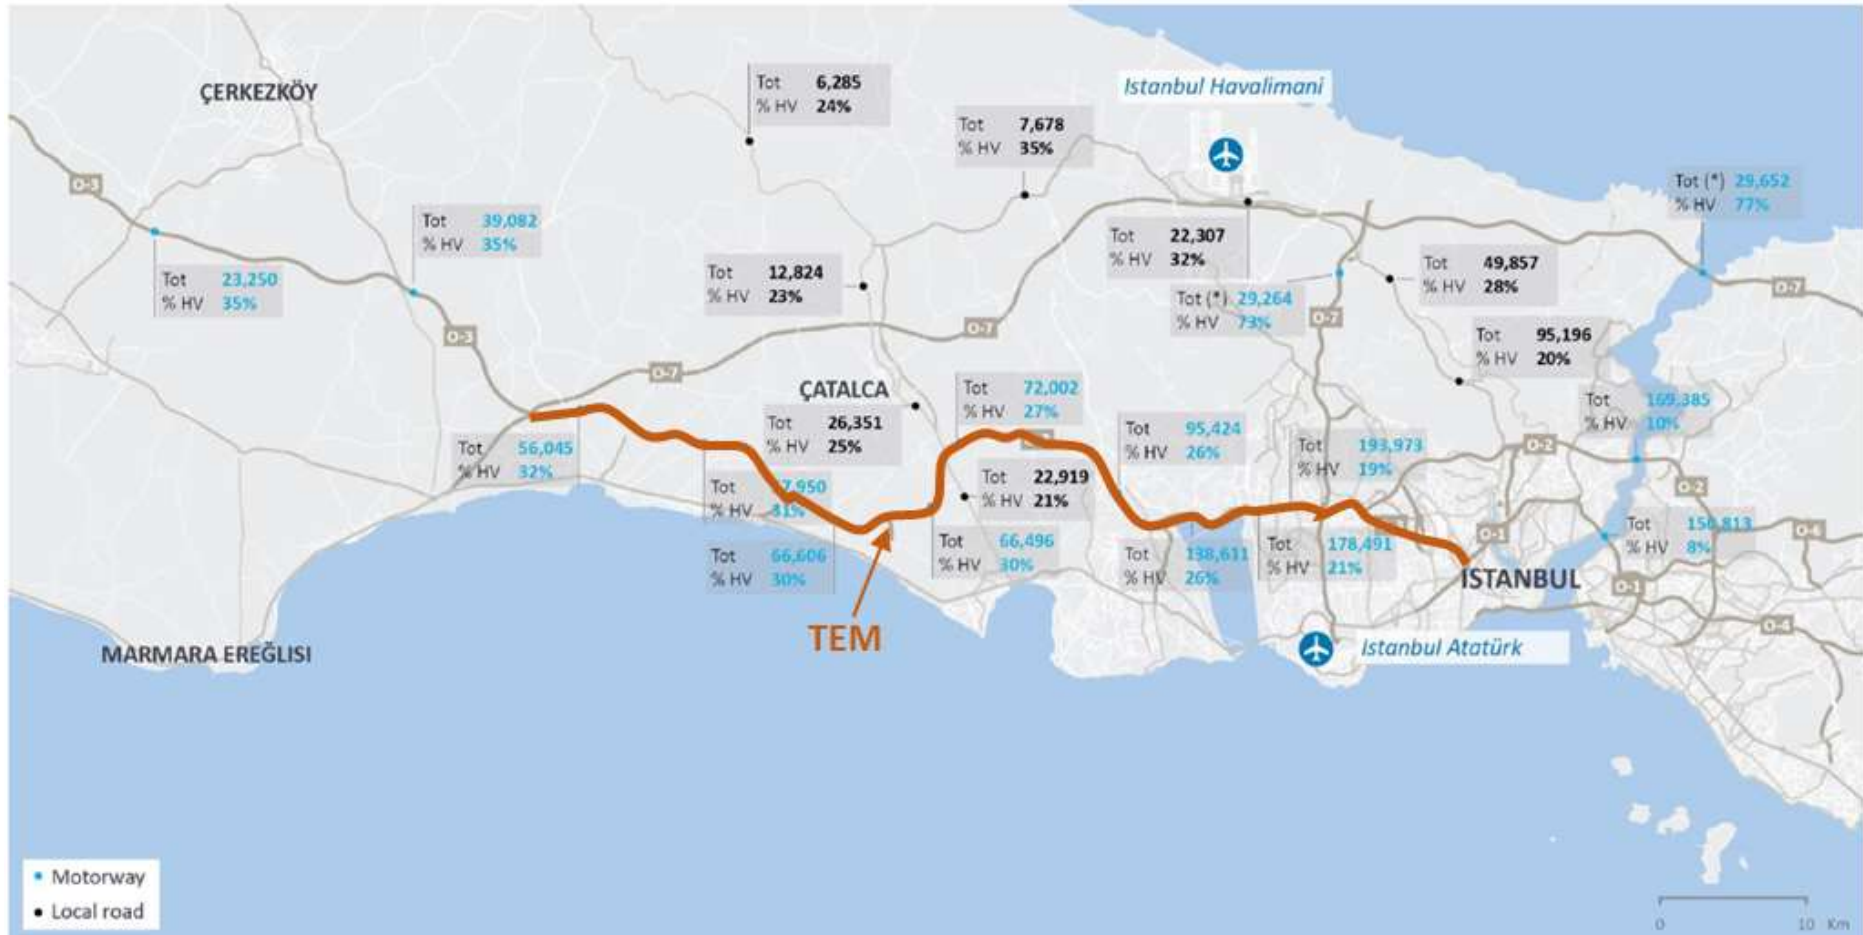 ÇERKEZKÖY
Tot 6,285
% HV 24%
Istanbul Havalimani
Tot 7,678
% HV 35%
O-3
Tot (*) 29,652
% HV 77%
Tot 39,082
% HV 35%
Tot 22,307
% HV 32%
Tot 49,857
% HV 28%
Tot 23,250
% HV 35%
Tot 12,824
% HV 23%
Tot (*) 29,264
% HV 73%
O-7
O-7
O-7
O-3
Tot 95,196
% HV 20%
O-7
ÇATALCA
Tot 72,002
% HV 27%
Tot 169,385
% HV 10%
Tot 26,351
% HV 25%
Tot 95,424
% HV 26%
Tot 193,973
% HV 19%
O-2
Tot 56,045
% HV 32%
Tot 22,919
% HV 21%
O-2
Tot 7,950
% HV 31%
Tot 66,606
% HV 30%
Tot 66,496
% HV 30%
Tot 138,611
% HV 26%
Tot 178,491
% HV 21%
O-1
Tot 150,813
% HV 8%
O-4
ISTANBUL
O-1
TEM
O-4
MARMARA EREĞLISI
Istanbul Atatürk
Motorway
Local road
0 10 Km